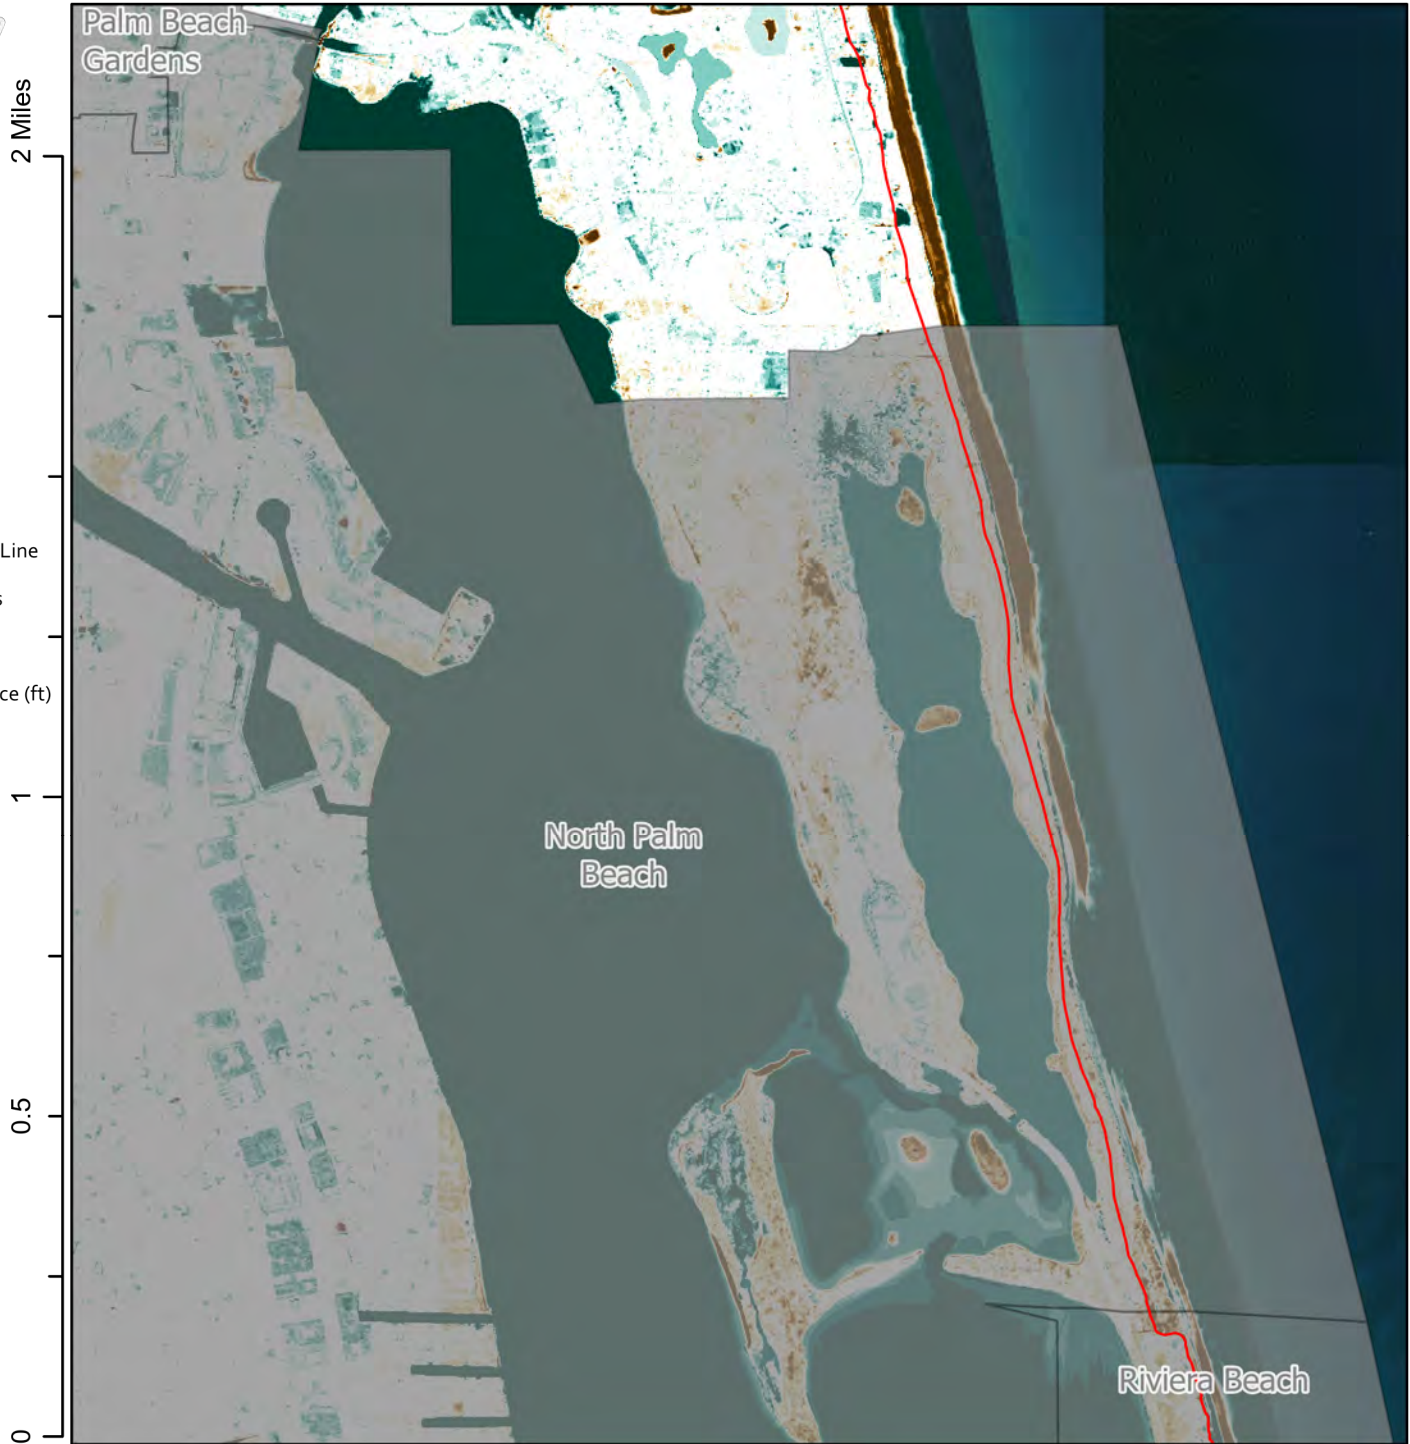 Palm Beach
Gardens
2 Miles
Line
s
ce (ft)
1
North Palm
Beach
0.5
Riviera Beach
0